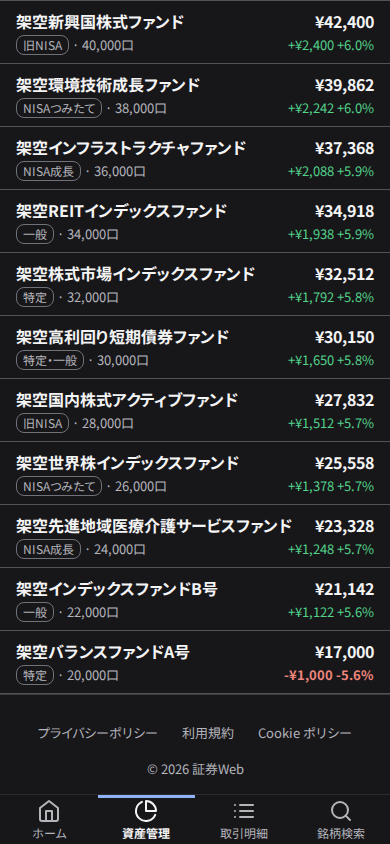 架空新興国株式ファンド ¥42,400
旧NISA · 40,000口 +¥2,400 +6.0%
架空環境技術成長ファンド ¥39,862
NISAつみたて · 38,000口 +¥2,242 +6.0%
架空インフラストラクチャファンド ¥37,368
NISA成長 · 36,000口 +¥2,088 +5.9%
架空REITインデックスファンド ¥34,918
一般 · 34,000口 +¥1,938 +5.9%
架空株式市場インデックスファンド ¥32,512
特定 · 32,000口 +¥1,792 +5.8%
架空高利回り短期債券ファンド ¥30,150
特定・一般 · 30,000口 +¥1,650 +5.8%
架空国内株式アクティブファンド ¥27,832
旧NISA · 28,000口 +¥1,512 +5.7%
架空世界株インデックスファンド ¥25,558
NISAつみたて · 26,000口 +¥1,378 +5.7%
架空先進地域医療介護サービスファンド ¥23,328
NISA成長 · 24,000口 +¥1,248 +5.7%
架空インデックスファンドB号 ¥21,142
一般 · 22,000口 +¥1,122 +5.6%
架空バランスファンドA号 ¥17,000
特定 · 20,000口 -¥1,000 -5.6%
プライバシーポリシー 利用規約 Cookie ポリシー
© 2026 証券Web
ホーム 資産管理 取引明細 銘柄検索